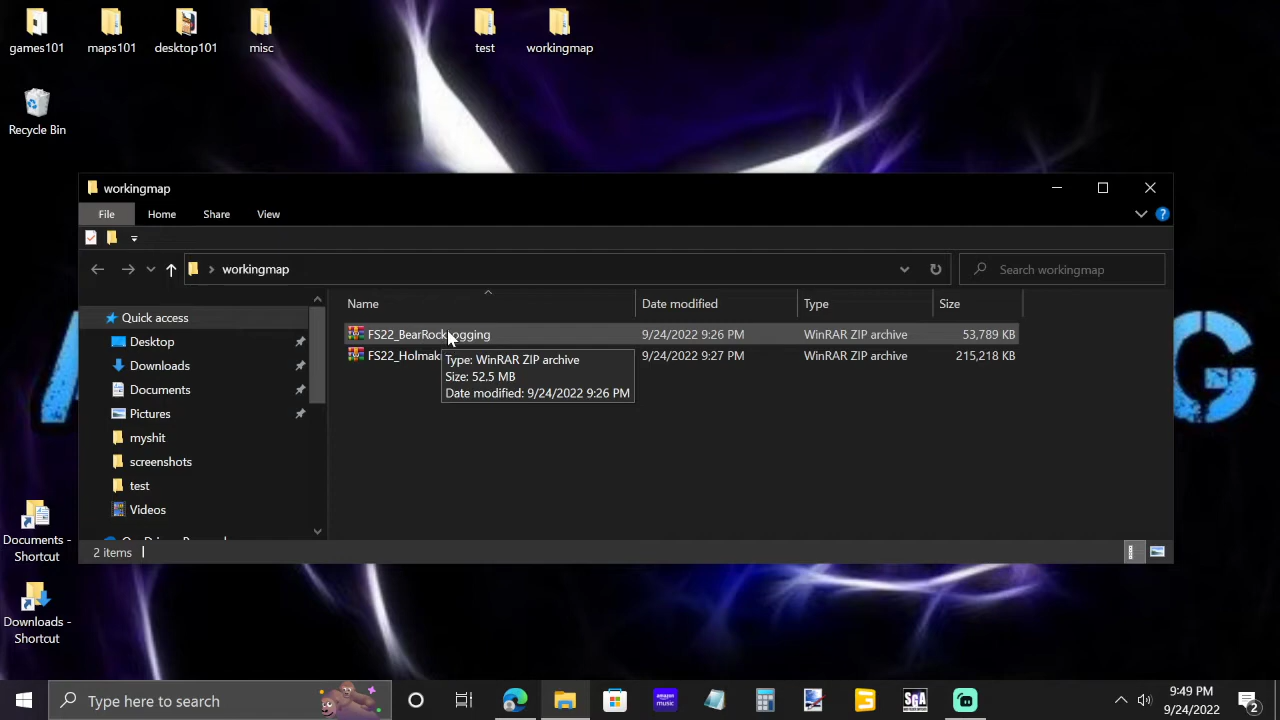 games101
maps101
desktop101
misc
test
workingmap
Recycle Bin
workingmap
File
Home
Share
View
workingmap
Search workingmap
Name
Date modified
Type
Size
Quick access
Desktop
Downloads
Documents
Pictures
myshit
screenshots
test
Videos
FS22_BearRockLogging
9/24/2022 9:26 PM
WinRAR ZIP archive
53,789 KB
FS22_Holmak
9/24/2022 9:27 PM
WinRAR ZIP archive
215,218 KB
Type: WinRAR ZIP archive
Size: 52.5 MB
Date modified: 9/24/2022 9:26 PM
2 items
A
G
Documents -
Shortcut
Downloads -
Shortcut
Type here to search
amazon
music
SGA
9:49 PM
9/24/2022
2